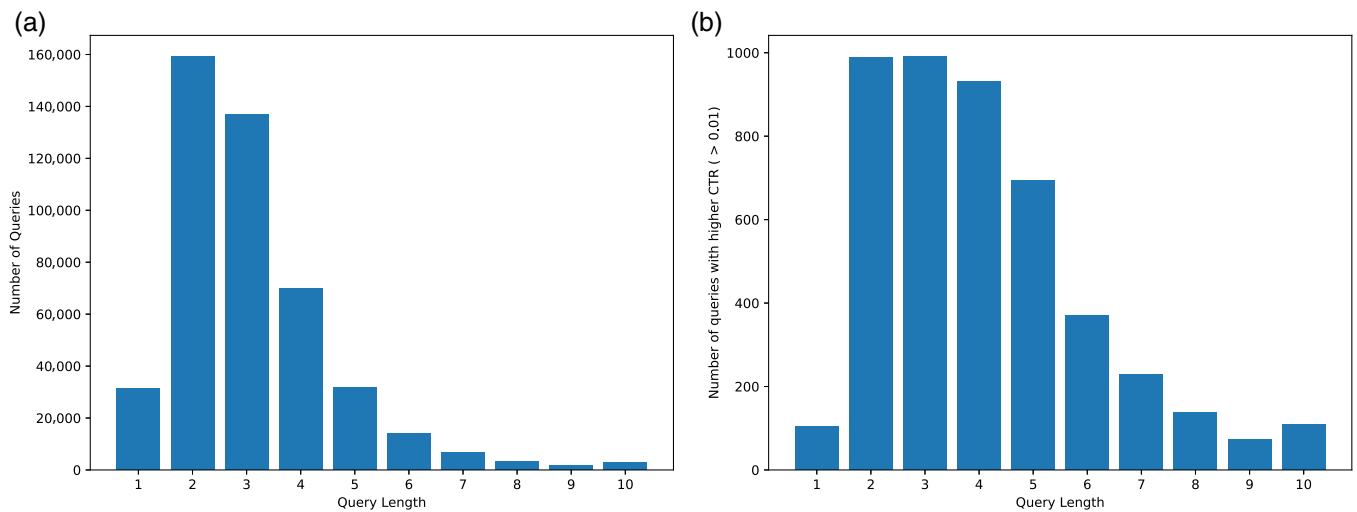 (a)
160,000
140,000
120,000
100,000
80,000
60,000
40,000
20,000
0
Number of Queries
1 2 3 4 5 6 7 8 9 10
Query Length
(b)
1000
800
600
400
200
0
Number of queries with higher CTR ( > 0.01)
1 2 3 4 5 6 7 8 9 10
Query Length